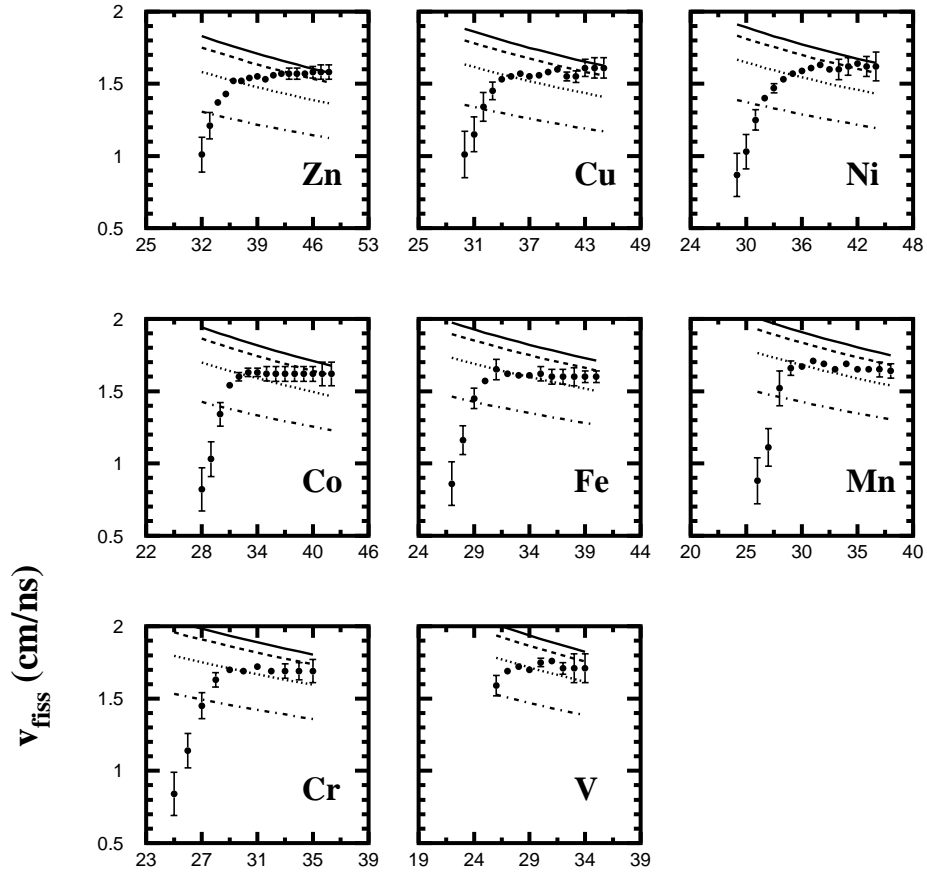 2
1.5
1
0.5
Zn
25 32 39 46 53
Cu
25 31 37 43 49
Ni
24 30 36 42 48
2
1.5
1
0.5
Co
22 28 34 40 46
Fe
24 29 34 39 44
Mn
20 25 30 35 40
2
1.5
1
0.5
Cr
23 27 31 35 39
V
19 24 29 34 39
v_fiss (cm/ns)